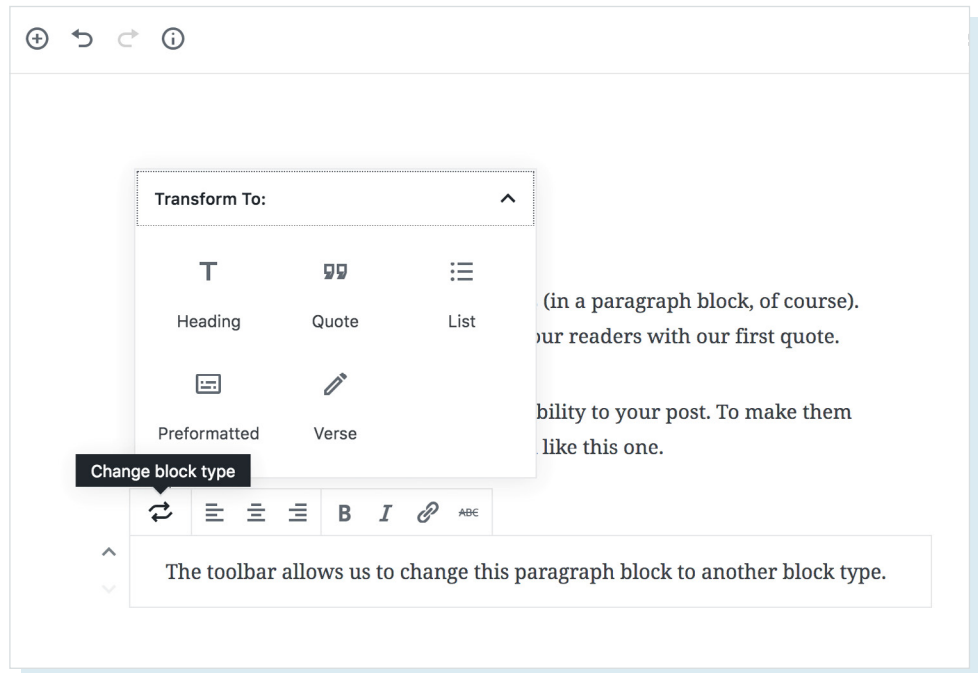 Transform To:
Heading Quote List
(in a paragraph block, of course).
our readers with our first quote.
Preformatted Verse
bility to your post. To make them
like this one.
Change block type
B I ABC
The toolbar allows us to change this paragraph block to another block type.